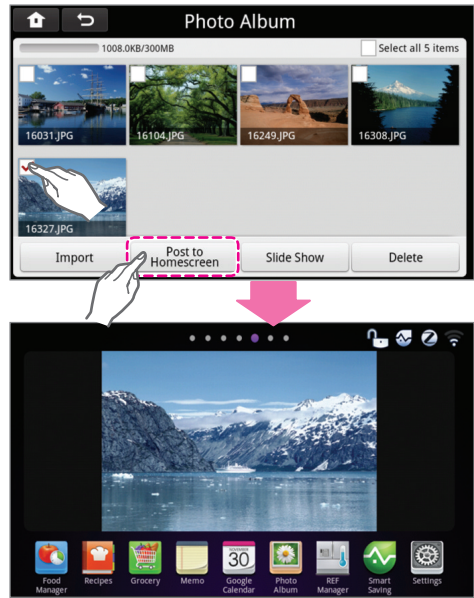 Photo Album
1008.0KB/300MB
Select all 5 items
16031.JPG
16104.JPG
16249.JPG
16308.JPG
16327.JPG
Import
Post to
Homescreen
Slide Show
Delete
Food
Manager
Recipes
Grocery
Memo
NOVEMBER
30
Google
Calendar
Photo
Album
REF
Manager
Smart
Saving
Settings